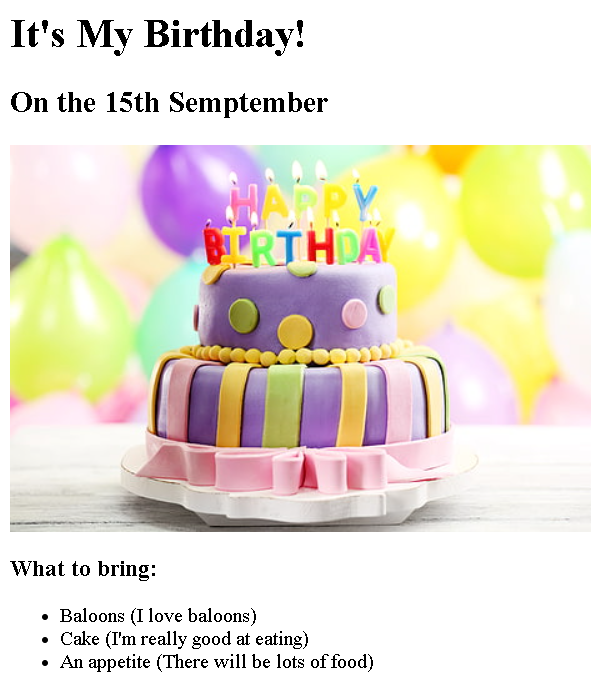 It's My Birthday!
On the 15th Semptember
HAPPY
BIRTHDAY
What to bring:
Baloons (I love baloons)
Cake (I'm really good at eating)
An appetite (There will be lots of food)